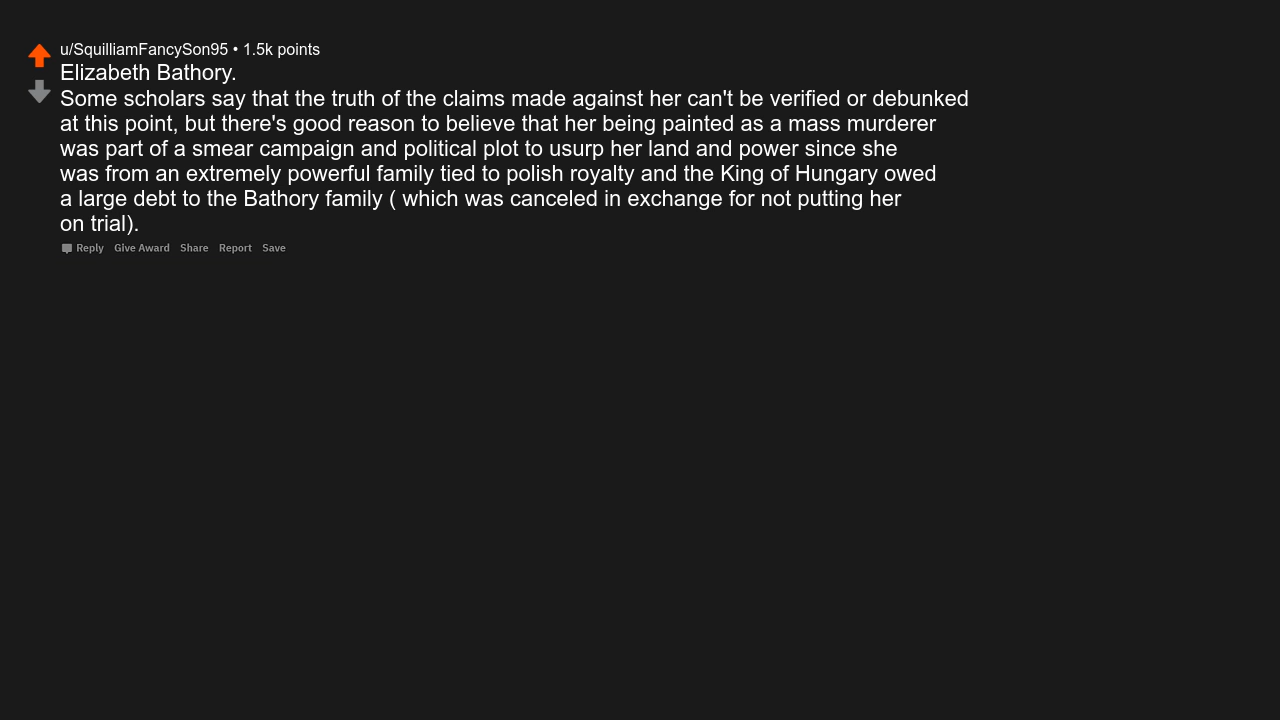 u/SquilliamFancySon95 • 1.5k points
Elizabeth Bathory.
Some scholars say that the truth of the claims made against her can't be verified or debunked
at this point, but there's good reason to believe that her being painted as a mass murderer
was part of a smear campaign and political plot to usurp her land and power since she
was from an extremely powerful family tied to polish royalty and the King of Hungary owed
a large debt to the Bathory family ( which was canceled in exchange for not putting her
on trial).
Reply Give Award Share Report Save